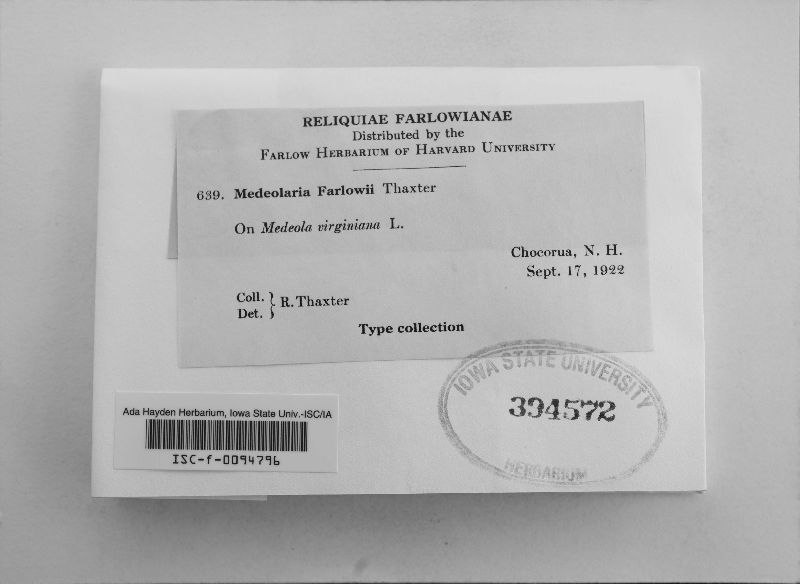 RELIQUIAE FARLOWIANAE
Distributed by the
FARLOW HERBARIUM OF HARVARD UNIVERSITY
639. Medeolaria Farlowii Thaxter
On Medeola virginiana L.
Chocorua, N. H.
Sept. 17, 1922
Coll. } R. Thaxter
Det.
Type collection
IOWA STATE UNIVERSITY
394572
HERBARIUM
Ada Hayden Herbarium, Iowa State Univ.-ISC/IA
ISC-f-0094796